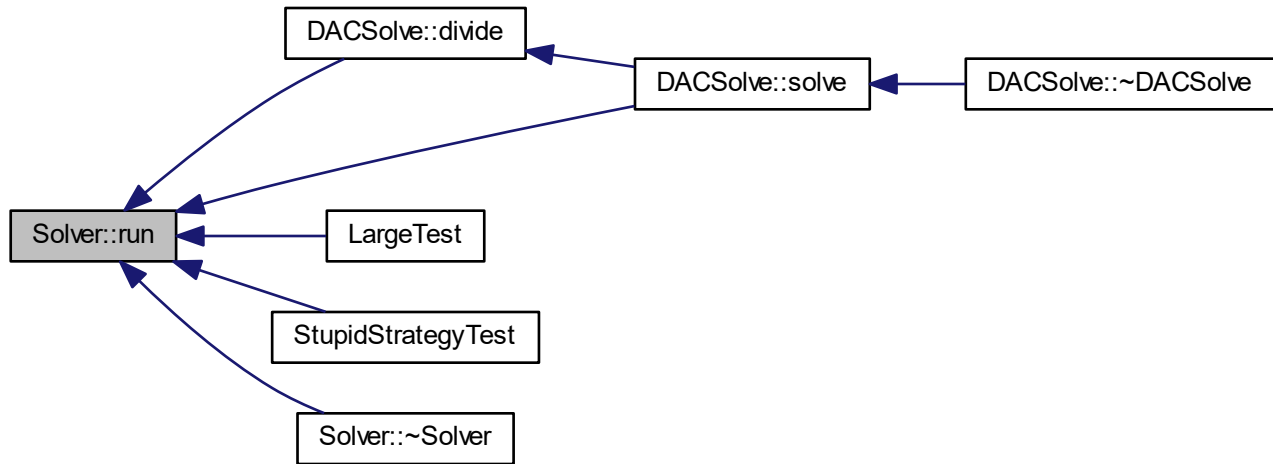 DACSolve::divide
DACSolve::solve
DACSolve::~DACSolve
Solver::run
LargeTest
StupidStrategyTest
Solver::~Solver